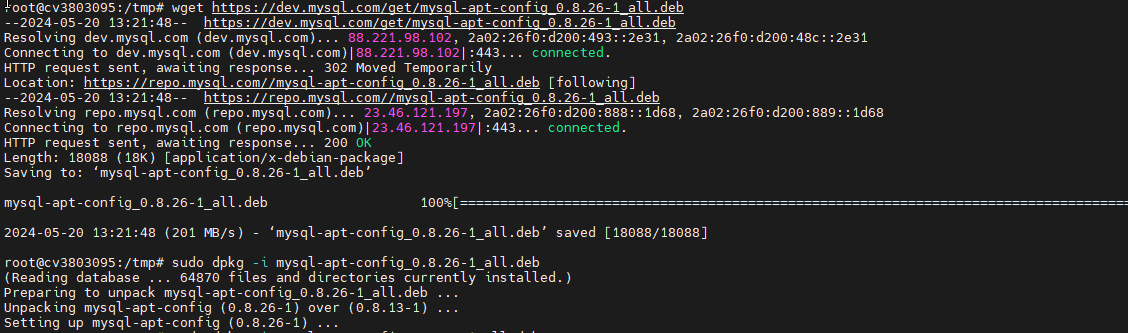 root@cv3803095:/tmp# wget https://dev.mysql.com/get/mysql-apt-config_0.8.26-1_all.deb
--2024-05-20 13:21:48--  https://dev.mysql.com/get/mysql-apt-config_0.8.26-1_all.deb
Resolving dev.mysql.com (dev.mysql.com)... 88.221.98.102, 2a02:26f0:d200:493::2e31, 2a02:26f0:d200:48c::2e31
Connecting to dev.mysql.com (dev.mysql.com)|88.221.98.102|:443... connected.
HTTP request sent, awaiting response... 302 Moved Temporarily
Location: https://repo.mysql.com//mysql-apt-config_0.8.26-1_all.deb [following]
--2024-05-20 13:21:48--  https://repo.mysql.com//mysql-apt-config_0.8.26-1_all.deb
Resolving repo.mysql.com (repo.mysql.com)... 23.46.121.197, 2a02:26f0:d200:888::1d68, 2a02:26f0:d200:889::1d68
Connecting to repo.mysql.com (repo.mysql.com)|23.46.121.197|:443... connected.
HTTP request sent, awaiting response... 200 OK
Length: 18088 (18K) [application/x-debian-package]
Saving to: ‘mysql-apt-config_0.8.26-1_all.deb’
mysql-apt-config_0.8.26-1_all.deb                    100%[=========================================================================================
2024-05-20 13:21:48 (201 MB/s) - ‘mysql-apt-config_0.8.26-1_all.deb’ saved [18088/18088]
root@cv3803095:/tmp# sudo dpkg -i mysql-apt-config_0.8.26-1_all.deb
(Reading database ... 64870 files and directories currently installed.)
Preparing to unpack mysql-apt-config_0.8.26-1_all.deb ...
Unpacking mysql-apt-config (0.8.26-1) over (0.8.13-1) ...
Setting up mysql-apt-config (0.8.26-1) ...